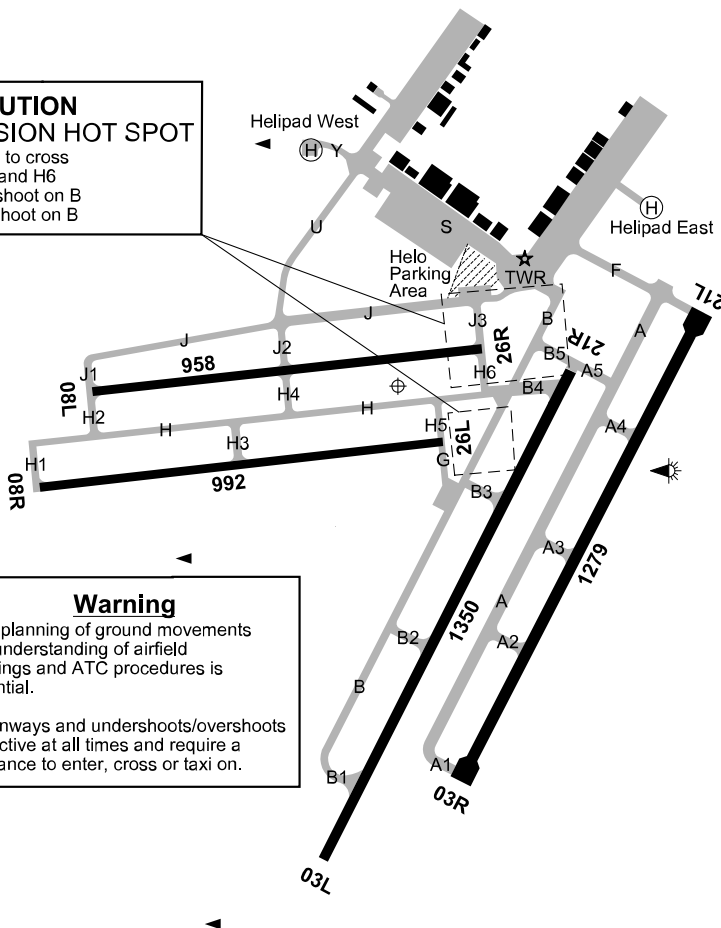 UTION
SION HOT SPOT
to cross
and H6
shoot on B
hoot on B
Helipad West
H
Y
U
S
Helo
Parking
Area
TWR
H
Helipad East
F
21L
A
J
J
J1
J2
J3
958
08L
26R
B
21R
B5
A5
B4
H6
H2
H4
H
H
H1
H3
H5
G
26L
992
08R
A4
B3
A3
1279
A
1350
A2
B2
B
B1
A1
03R
03L
Warning
planning of ground movements
understanding of airfield
ings and ATC procedures is
ntial.
nways and undershoots/overshoots
ctive at all times and require a
ance to enter, cross or taxi on.